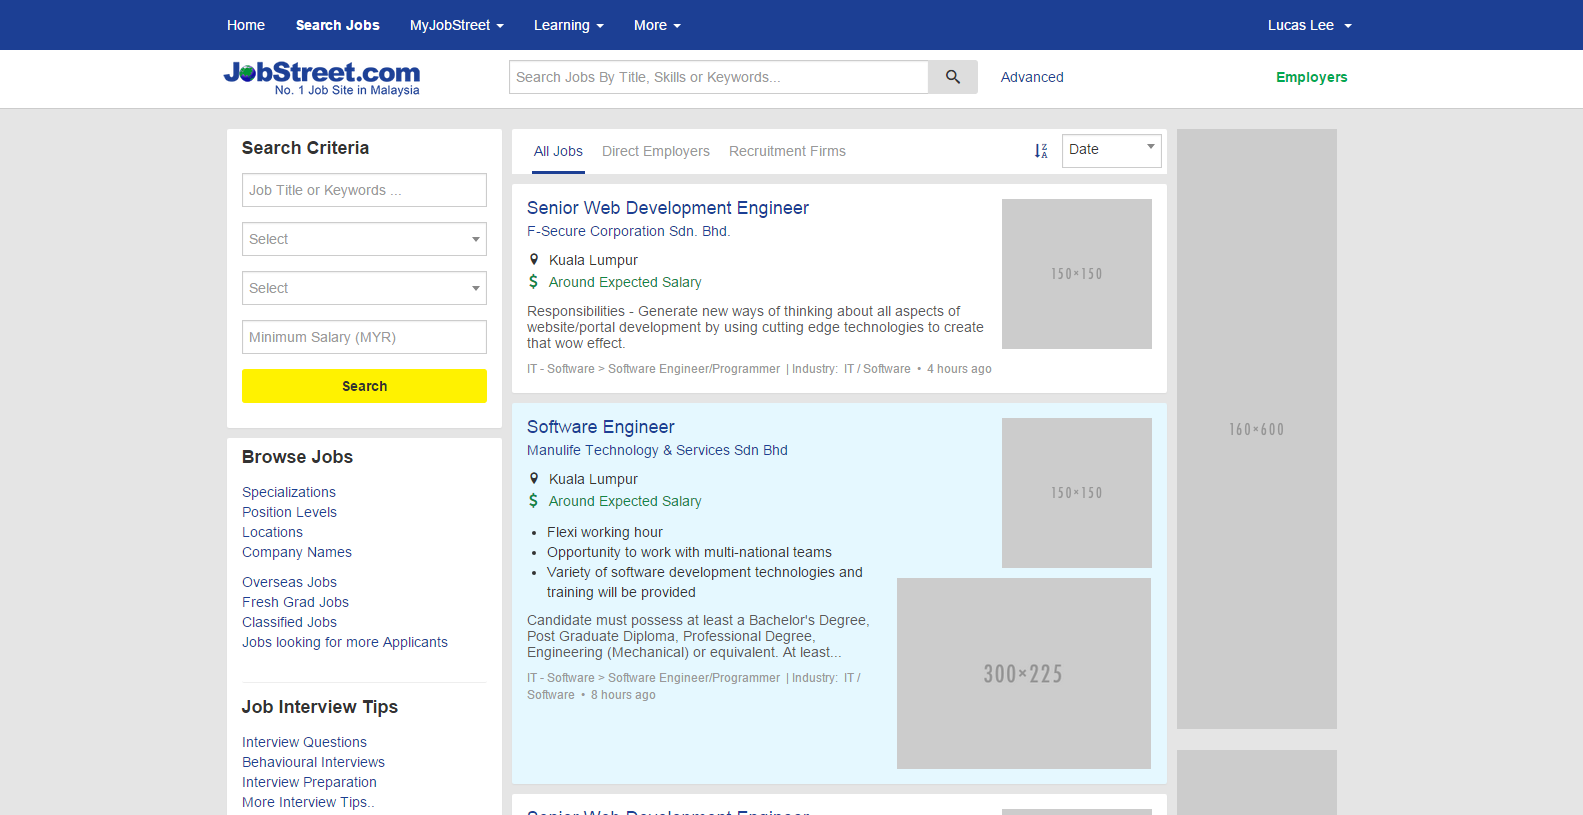 Home Search Jobs MyJobStreet Learning More Lucas Lee
JobStreet.com
No. 1 Job Site in Malaysia
Search Jobs By Title, Skills or Keywords...
Advanced
Employers
Search Criteria
Job Title or Keywords ...
Select
Select
Minimum Salary (MYR)
Search
Browse Jobs
Specializations
Position Levels
Locations
Company Names
Overseas Jobs
Fresh Grad Jobs
Classified Jobs
Jobs looking for more Applicants
Job Interview Tips
Interview Questions
Behavioural Interviews
Interview Preparation
More Interview Tips..
All Jobs Direct Employers Recruitment Firms
Z
A
Date
Senior Web Development Engineer
F-Secure Corporation Sdn. Bhd.
Kuala Lumpur
$ Around Expected Salary
Responsibilities - Generate new ways of thinking about all aspects of
website/portal development by using cutting edge technologies to create
that wow effect.
IT - Software > Software Engineer/Programmer | Industry: IT / Software • 4 hours ago
150×150
Software Engineer
Manulife Technology & Services Sdn Bhd
Kuala Lumpur
$ Around Expected Salary
• Flexi working hour
• Opportunity to work with multi-national teams
• Variety of software development technologies and
training will be provided
Candidate must possess at least a Bachelor's Degree,
Post Graduate Diploma, Professional Degree,
Engineering (Mechanical) or equivalent. At least...
IT - Software > Software Engineer/Programmer | Industry: IT /
Software • 8 hours ago
150×150
300×225
Senior Web Development Engineer
160×600